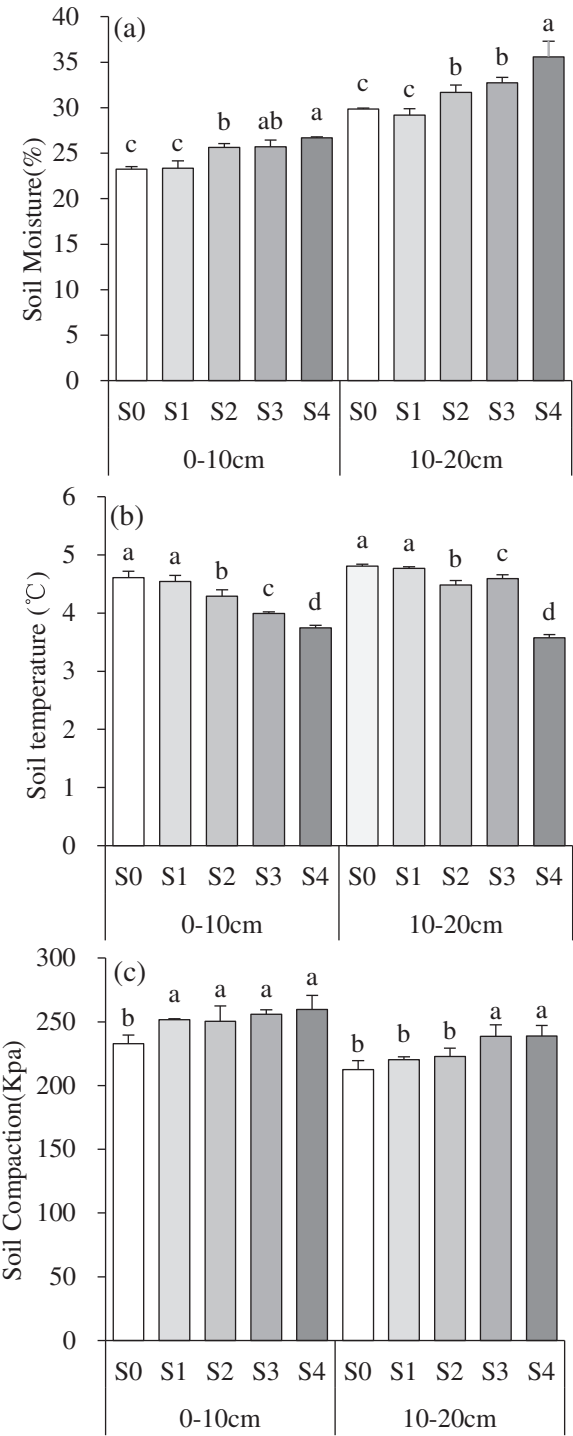 (a)
Soil Moisture(%)
40
35
30
25
20
15
10
5
0
c c b ab a c c b b a
S0 S1 S2 S3 S4 S0 S1 S2 S3 S4
0-10cm 10-20cm
(b)
Soil temperature (℃)
6
5
4
3
2
1
0
a a b c d a a b c d
S0 S1 S2 S3 S4 S0 S1 S2 S3 S4
0-10cm 10-20cm
(c)
Soil Compaction(Kpa)
300
250
200
150
100
50
0
b a a a a b b b a a
S0 S1 S2 S3 S4 S0 S1 S2 S3 S4
0-10cm 10-20cm